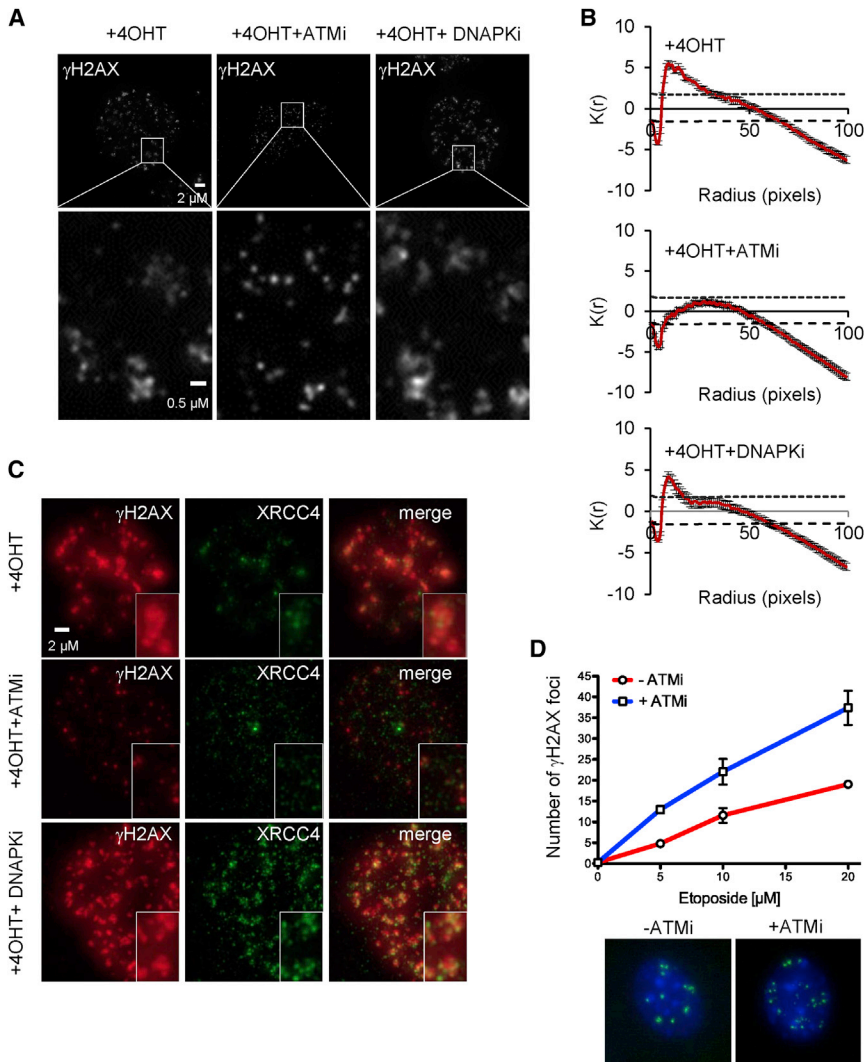 A
+4OHT
+4OHT+ATMi
+4OHT+ DNAPKi
γH2AX
γH2AX
γH2AX
2 µM
0.5 µM
B
+4OHT
10
5
0
-5
-10
K(r)
0
50
100
Radius (pixels)
+4OHT+ATMi
10
5
0
-5
-10
K(r)
0
50
100
Radius (pixels)
+4OHT+DNAPKi
10
5
0
-5
-10
K(r)
0
50
100
Radius (pixels)
C
+4OHT
γH2AX
XRCC4
merge
2 µM
+4OHT+ATMi
γH2AX
XRCC4
merge
+4OHT+ DNAPKi
γH2AX
XRCC4
merge
D
- ATMi
+ ATMi
Number of γH2AX foci
45
40
35
30
25
20
15
10
5
0
0
5
10
15
20
Etoposide [µM]
-ATMi
+ATMi